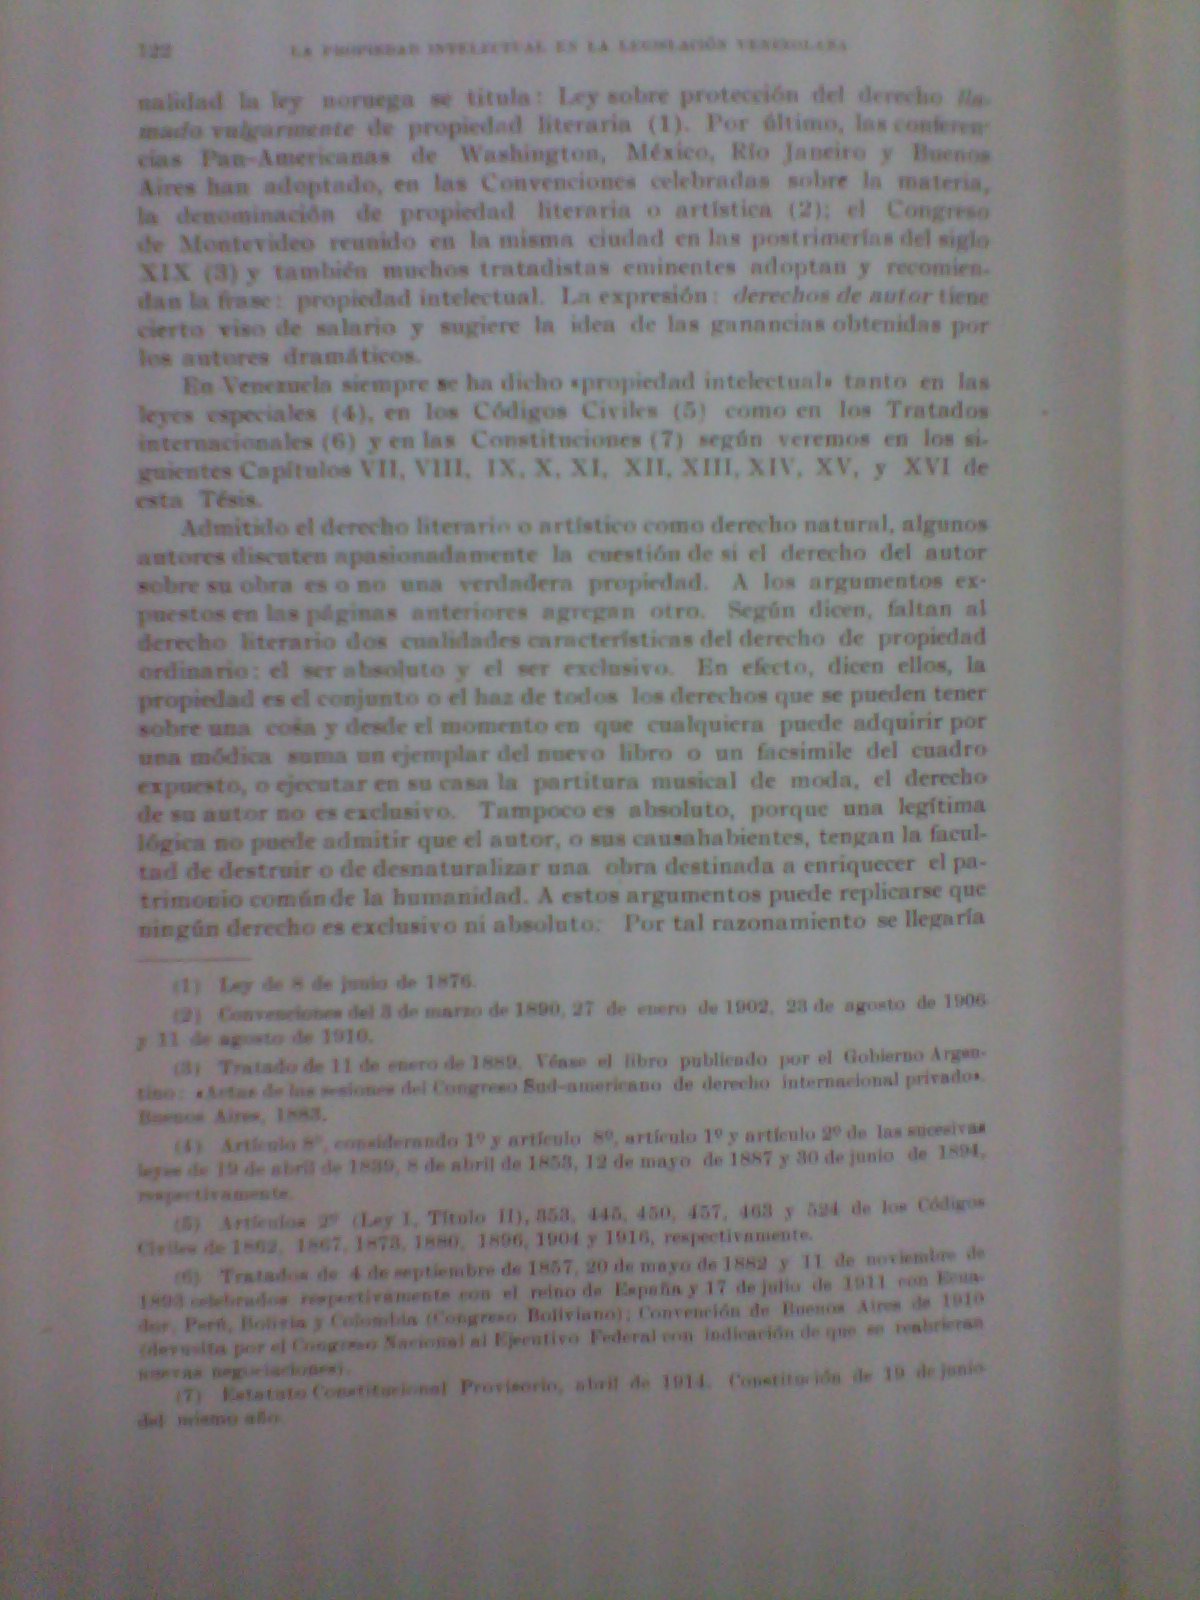 122 LA PROPIEDAD INTELECTUAL EN LA LEGISLACIÓN VENEZOLANA
nalidad la ley noruega se titula: Ley sobre protección del derecho lla-
mado vulgarmente de propiedad literaria (1). Por último, las conferen-
cias Pan-Americanas de Washington, México, Río Janeiro y Buenos
Aires han adoptado, en las Convenciones celebradas sobre la materia,
la denominación de propiedad literaria o artística (2); el Congreso
de Montevideo reunido en la misma ciudad en las postrimerías del siglo
XIX (3) y también muchos tratadistas eminentes adoptan y recomien-
dan la frase: propiedad intelectual. La expresión: derechos de autor tiene
cierto viso de salario y sugiere la idea de las ganancias obtenidas por
los autores dramáticos.
En Venezuela siempre se ha dicho «propiedad intelectual» tanto en las
leyes especiales (4), en los Códigos Civiles (5) como en los Tratados
internacionales (6) y en las Constituciones (7) según veremos en los si-
guientes Capítulos VII, VIII, IX, X, XI, XII, XIII, XIV, XV, y XVI de
esta Tésis.
Admitido el derecho literario o artístico como derecho natural, algunos
autores discuten apasionadamente la cuestión de si el derecho del autor
sobre su obra es o no una verdadera propiedad. A los argumentos ex-
puestos en las páginas anteriores agregan otro. Según dicen, faltan al
derecho literario dos cualidades características del derecho de propiedad
ordinario: el ser absoluto y el ser exclusivo. En efecto, dicen ellos, la
propiedad es el conjunto o el haz de todos los derechos que se pueden tener
sobre una cosa y desde el momento en que cualquiera puede adquirir por
una módica suma un ejemplar del nuevo libro o un facsimile del cuadro
expuesto, o ejecutar en su casa la partitura musical de moda, el derecho
de su autor no es exclusivo. Tampoco es absoluto, porque una legítima
lógica no puede admitir que el autor, o sus causahabientes, tengan la facul-
tad de destruir o de desnaturalizar una obra destinada a enriquecer el pa-
trimonio común de la humanidad. A estos argumentos puede replicarse que
ningún derecho es exclusivo ni absoluto. Por tal razonamiento se llegaría
(1) Ley de 8 de junio de 1876.
(2) Convenciones del 3 de marzo de 1890, 27 de enero de 1902, 23 de agosto de 1906
y 11 de agosto de 1910.
(3) Tratado de 11 de enero de 1889. Véase el libro publicado por el Gobierno Argen-
tino: «Actas de las sesiones del Congreso Sud-americano de derecho internacional privado».
Buenos Aires, 1883.
(4) Artículo 8º, considerando 1º y artículo 8º, artículo 1º y artículo 2º de las sucesivas
leyes de 19 de abril de 1839, 8 de abril de 1853, 12 de mayo de 1887 y 30 de junio de 1894,
respectivamente.
(5) Artículos 2º (Ley I, Título II), 353, 445, 450, 457, 463 y 524 de los Códigos
Civiles de 1862, 1867, 1873, 1880, 1896, 1904 y 1916, respectivamente.
(6) Tratados de 4 de septiembre de 1857, 20 de mayo de 1882 y 11 de noviembre de
1893 celebrados respectivamente con el reino de España y 17 de julio de 1911 con Ecua-
dor, Perú, Bolivia y Colombia (Congreso Boliviano); Convención de Buenos Aires de 1910
(devuelta por el Congreso Nacional al Ejecutivo Federal con indicación de que se reabrieran
nuevas negociaciones).
(7) Estatuto Constitucional Provisorio, abril de 1914. Constitución de 19 de junio
del mismo año.